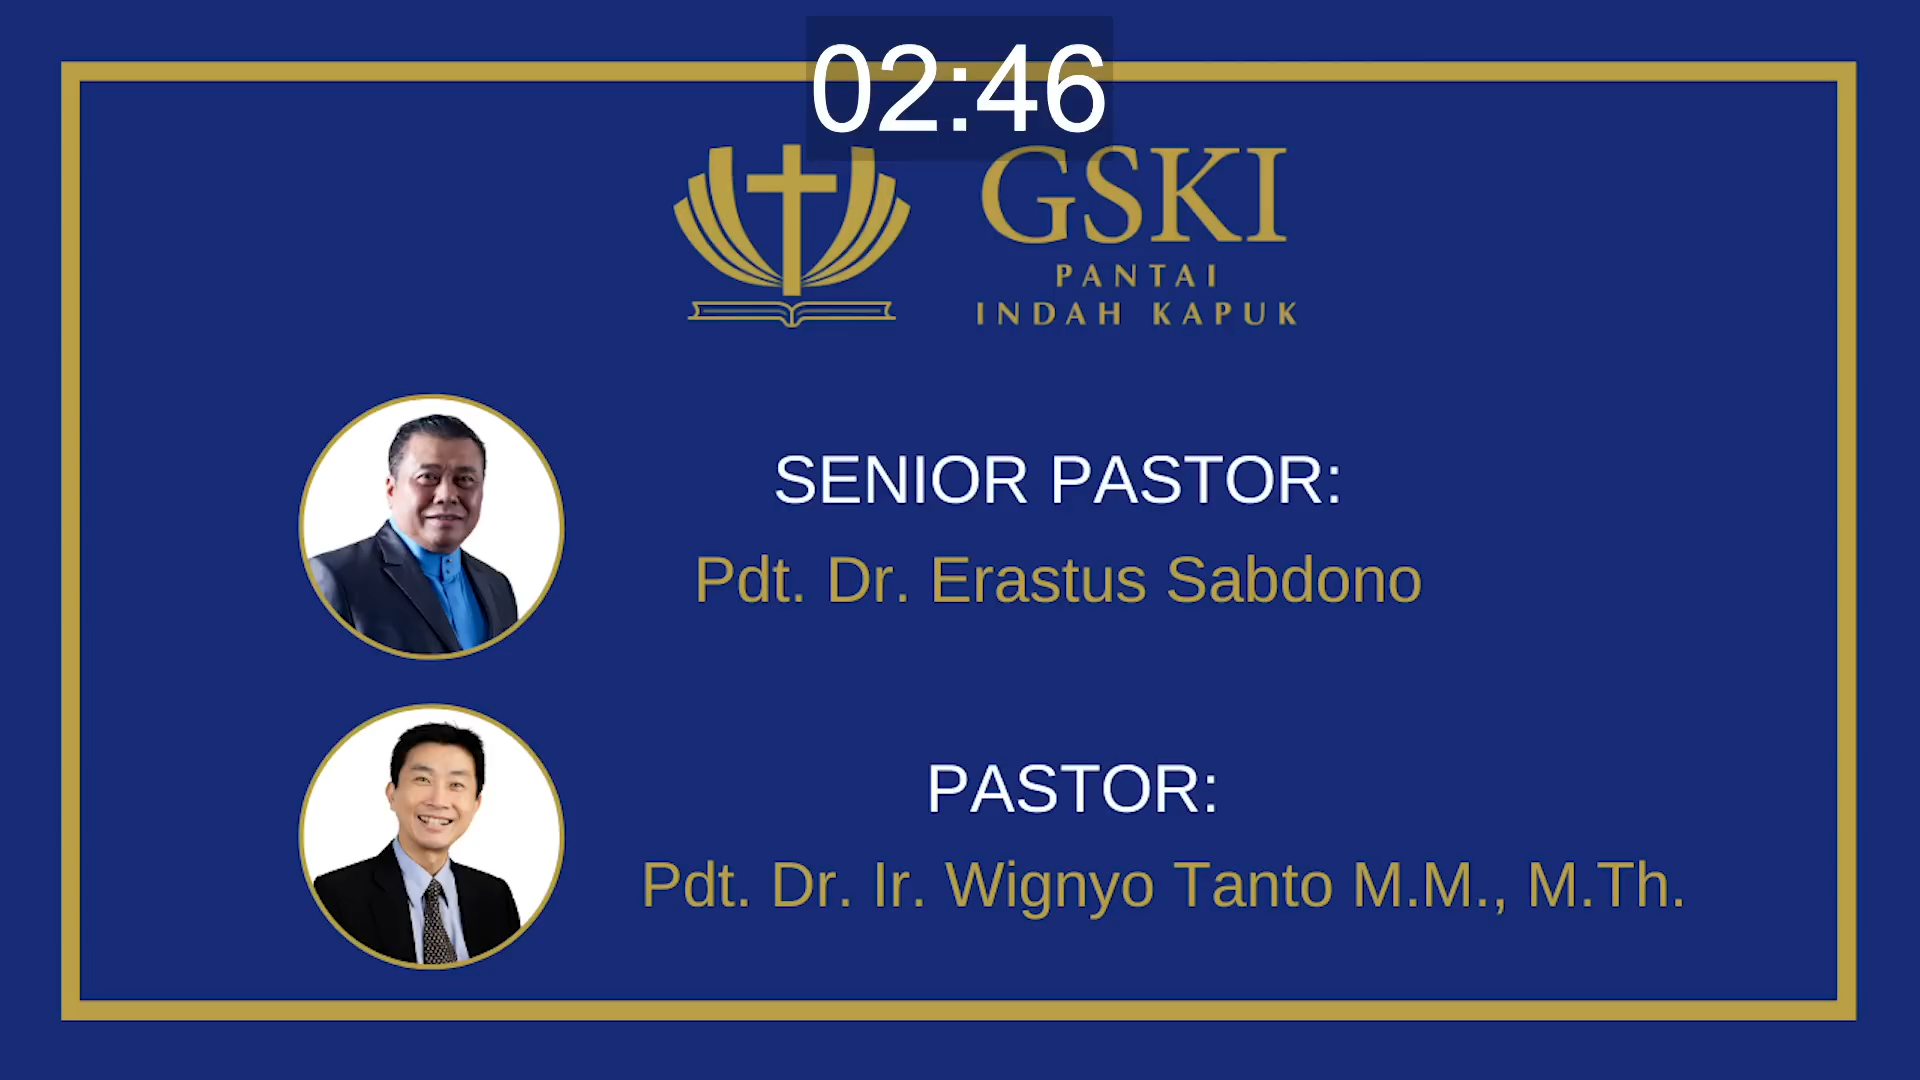 02:46
GSKI
PANTAI
INDAH KAPUK
SENIOR PASTOR:
Pdt. Dr. Erastus Sabdono
PASTOR:
Pdt. Dr. Ir. Wignyo Tanto M.M., M.Th.